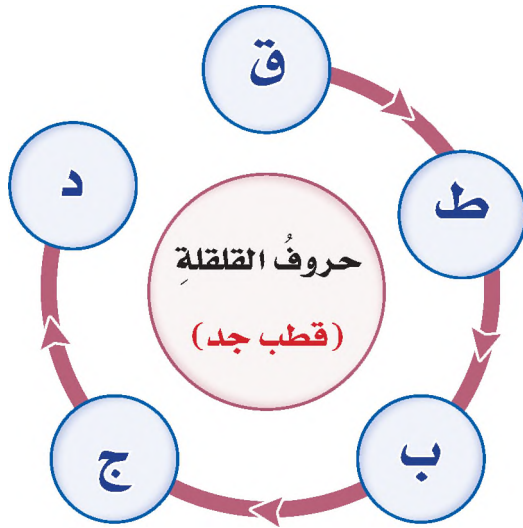 ق
ط
ب
ج
د
حروفُ القلقلةِ
(قطب جد)